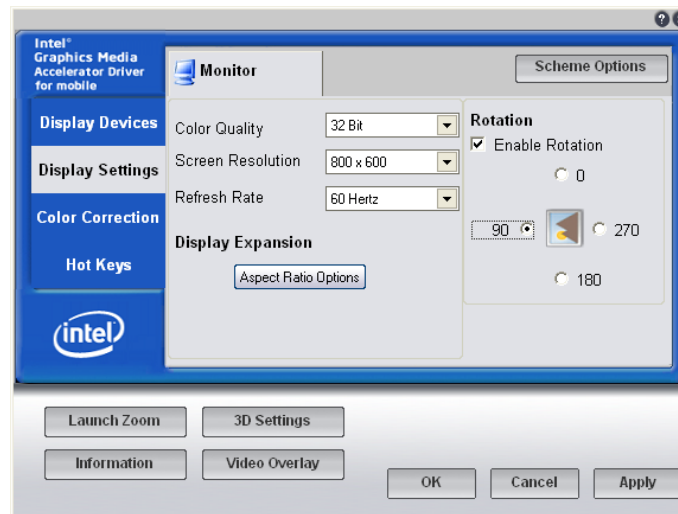 Intel®
Graphics Media
Accelerator Driver
for mobile
Monitor
Scheme Options
Display Devices
Display Settings
Color Correction
Hot Keys
intel
Color Quality
32 Bit
Screen Resolution
800 x 600
Refresh Rate
60 Hertz
Display Expansion
Aspect Ratio Options
Rotation
Enable Rotation
0
90
270
180
Launch Zoom
3D Settings
Information
Video Overlay
OK
Cancel
Apply